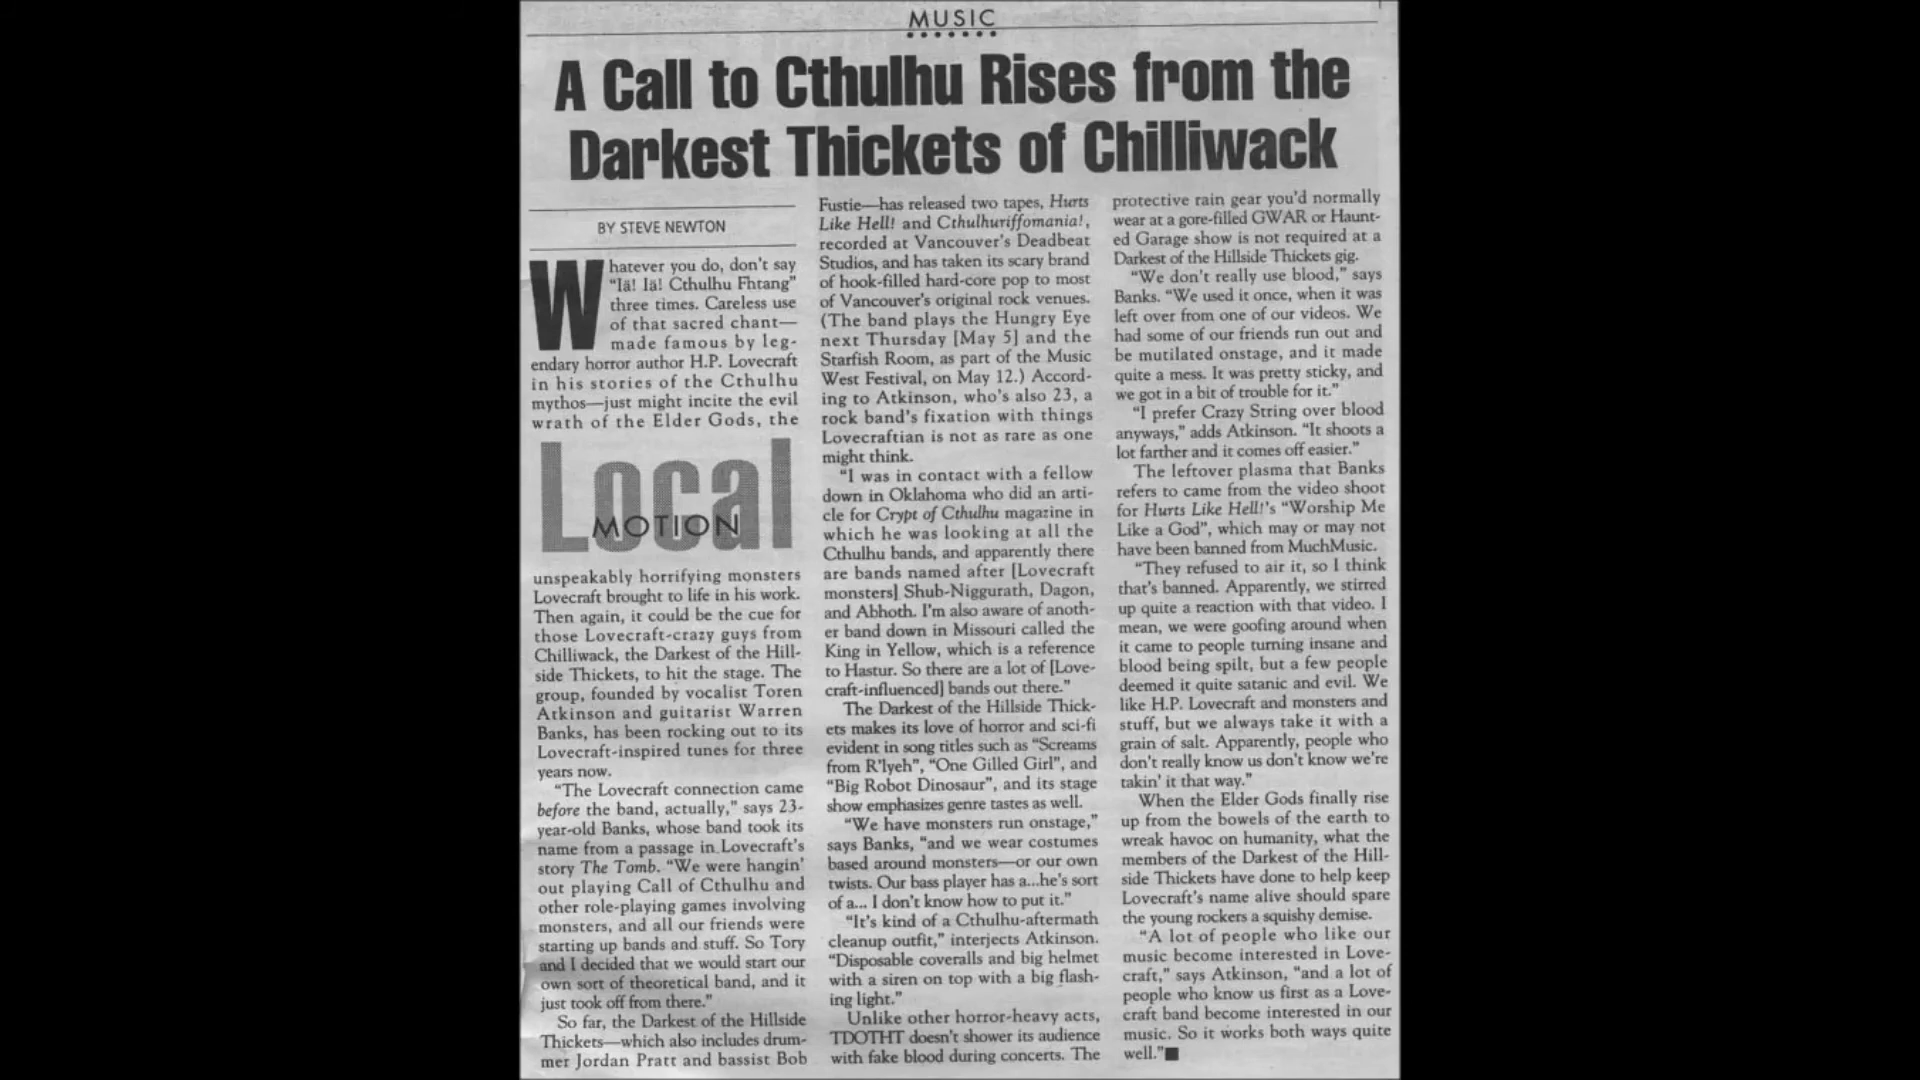 MUSIC
A Call to Cthulhu Rises from the
Darkest Thickets of Chilliwack
BY STEVE NEWTON
Whatever you do, don't say
"Iä! Iä! Cthulhu Fhtang"
three times. Careless use
of that sacred chant—
made famous by leg-
endary horror author H.P. Lovecraft
in his stories of the Cthulhu
mythos—just might incite the evil
wrath of the Elder Gods, the
Local
MOTION
unspeakably horrifying monsters
Lovecraft brought to life in his work.
Then again, it could be the cue for
those Lovecraft-crazy guys from
Chilliwack, the Darkest of the Hill-
side Thickets, to hit the stage. The
group, founded by vocalist Toren
Atkinson and guitarist Warren
Banks, has been rocking out to its
Lovecraft-inspired tunes for three
years now.
"The Lovecraft connection came
before the band, actually," says 23-
year-old Banks, whose band took its
name from a passage in Lovecraft's
story The Tomb. "We were hangin'
out playing Call of Cthulhu and
other role-playing games involving
monsters, and all our friends were
starting up bands and stuff. So Tory
and I decided that we would start our
own sort of theoretical band, and it
just took off from there."
So far, the Darkest of the Hillside
Thickets—which also includes drum-
mer Jordan Pratt and bassist Bob
Fustie—has released two tapes, Hurts
Like Hell! and Cthulhuriffomania!,
recorded at Vancouver's Deadbeat
Studios, and has taken its scary brand
of hook-filled hard-core pop to most
of Vancouver's original rock venues.
(The band plays the Hungry Eye
next Thursday [May 5] and the
Starfish Room, as part of the Music
West Festival, on May 12.) Accord-
ing to Atkinson, who's also 23, a
rock band's fixation with things
Lovecraftian is not as rare as one
might think.
"I was in contact with a fellow
down in Oklahoma who did an arti-
cle for Crypt of Cthulhu magazine in
which he was looking at all the
Cthulhu bands, and apparently there
are bands named after [Lovecraft
monsters] Shub-Niggurath, Dagon,
and Abhoth. I'm also aware of anoth-
er band down in Missouri called the
King in Yellow, which is a reference
to Hastur. So there are a lot of [Love-
craft-influenced] bands out there."
The Darkest of the Hillside Thick-
ets makes its love of horror and sci-fi
evident in song titles such as "Screams
from R'lyeh", "One Gilled Girl", and
"Big Robot Dinosaur", and its stage
show emphasizes genre tastes as well.
"We have monsters run onstage,"
says Banks, "and we wear costumes
based around monsters—or our own
twists. Our bass player has a...he's sort
of a... I don't know how to put it."
"It's kind of a Cthulhu-aftermath
cleanup outfit," interjects Atkinson.
"Disposable coveralls and big helmet
with a siren on top with a big flash-
ing light."
Unlike other horror-heavy acts,
TDOTHT doesn't shower its audience
with fake blood during concerts. The
protective rain gear you'd normally
wear at a gore-filled GWAR or Haunt-
ed Garage show is not required at a
Darkest of the Hillside Thickets gig.
"We don't really use blood," says
Banks. "We used it once, when it was
left over from one of our videos. We
had some of our friends run out and
be mutilated onstage, and it made
quite a mess. It was pretty sticky, and
we got in a bit of trouble for it."
"I prefer Crazy String over blood
anyways," adds Atkinson. "It shoots a
lot farther and it comes off easier."
The leftover plasma that Banks
refers to came from the video shoot
for Hurts Like Hell!'s "Worship Me
Like a God", which may or may not
have been banned from MuchMusic.
"They refused to air it, so I think
that's banned. Apparently, we stirred
up quite a reaction with that video. I
mean, we were goofing around when
it came to people turning insane and
blood being spilt, but a few people
deemed it quite satanic and evil. We
like H.P. Lovecraft and monsters and
stuff, but we always take it with a
grain of salt. Apparently, people who
don't really know us don't know we're
takin' it that way."
When the Elder Gods finally rise
up from the bowels of the earth to
wreak havoc on humanity, what the
members of the Darkest of the Hill-
side Thickets have done to help keep
Lovecraft's name alive should spare
the young rockers a squishy demise.
"A lot of people who like our
music become interested in Love-
craft," says Atkinson, "and a lot of
people who know us first as a Love-
craft band become interested in our
music. So it works both ways quite
well."■